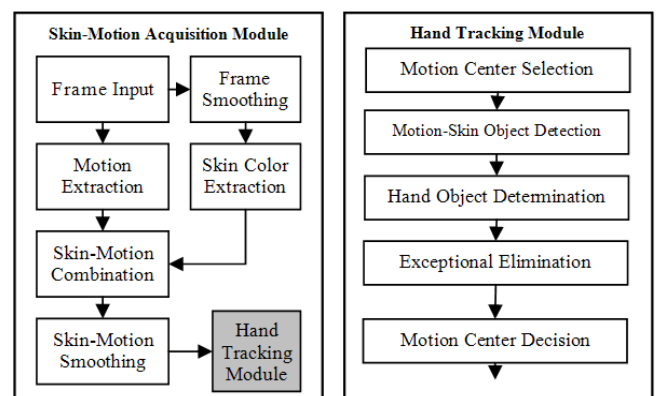 Skin-Motion Acquisition Module
Frame Input
Frame
Smoothing
Motion
Extraction
Skin Color
Extraction
Skin-Motion
Combination
Skin-Motion
Smoothing
Hand
Tracking
Module
Hand Tracking Module
Motion Center Selection
Motion-Skin Object Detection
Hand Object Determination
Exceptional Elimination
Motion Center Decision